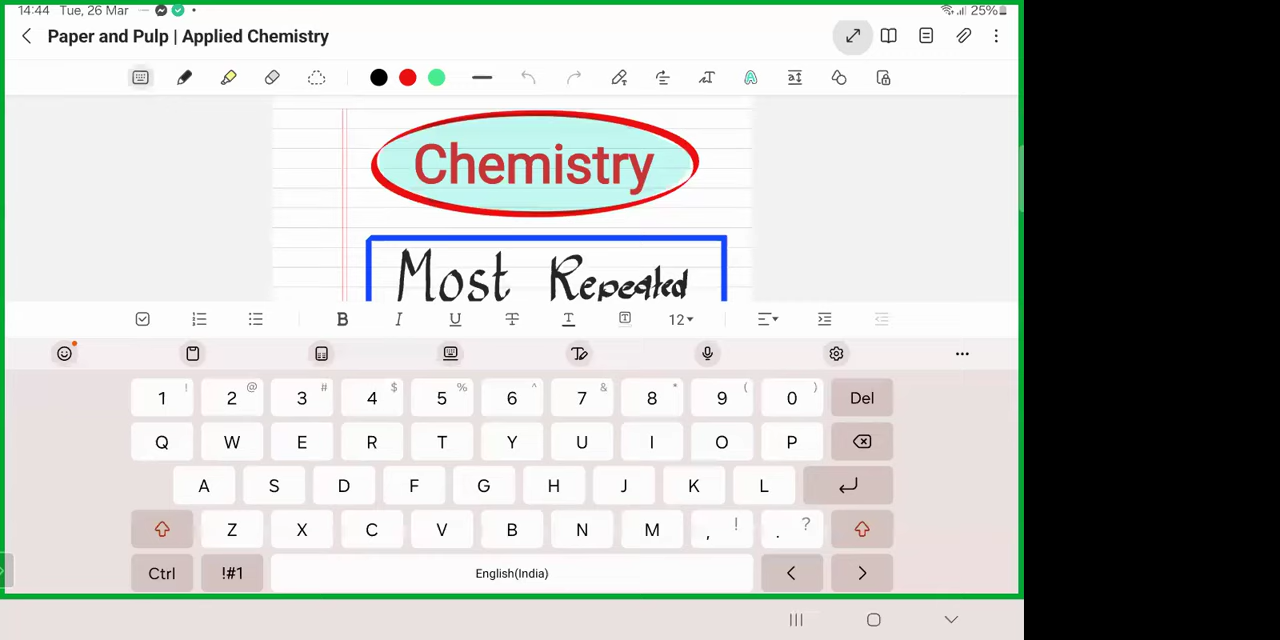 14:44 Tue, 26 Mar 25%
Paper and Pulp | Applied Chemistry
Chemistry
Most Repeated
B I U T T T 12
1 ! 2 @ 3 # 4 $ 5 % 6 ^ 7 & 8 * 9 ( 0 ) Del
Q W E R T Y U I O P
A S D F G H J K L
Z X C V B N M , ! . ?
Ctrl !#1 English(India) < >